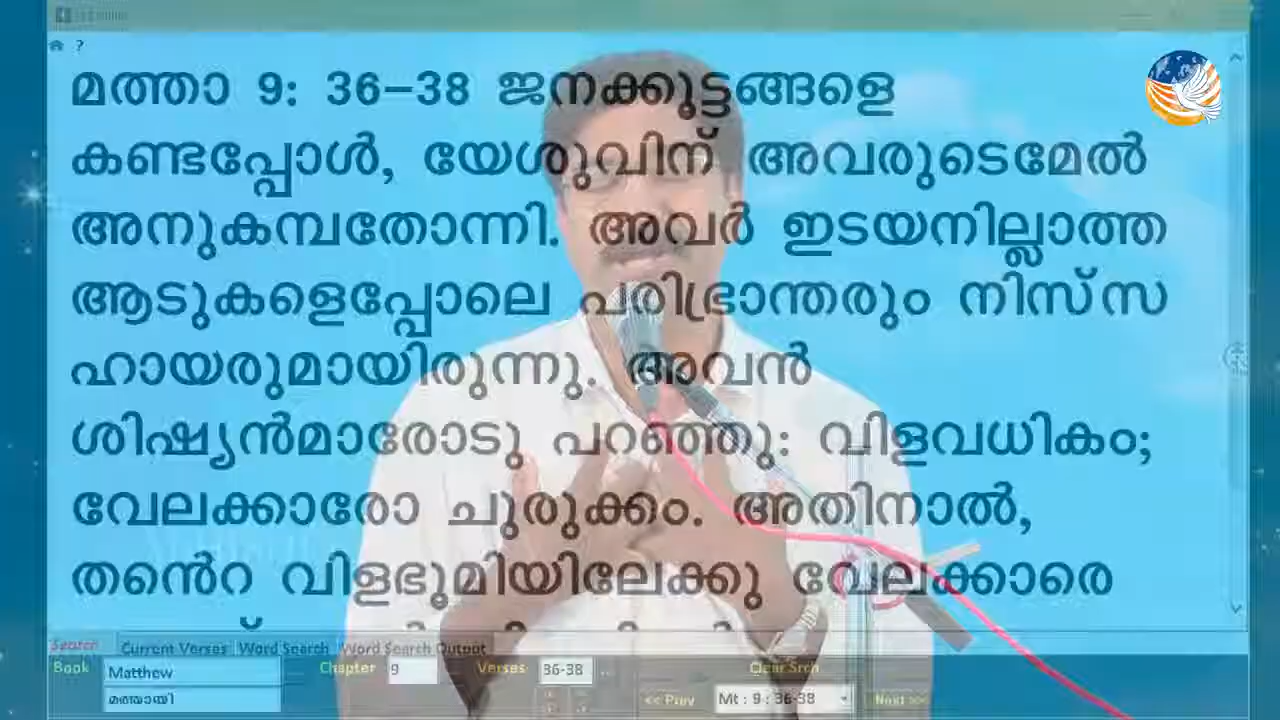 ?
മത്താ 9: 36-38 ജനക്കൂട്ടങ്ങളെ
കണ്ടപ്പോൾ, യേശുവിന് അവരുടെമേൽ
അനുകമ്പതോന്നി. അവർ ഇടയനില്ലാത്ത
ആടുകളെപ്പോലെ പരിഭ്രാന്തരും നിസ്സ
ഹായരുമായിരുന്നു. അവൻ
ശിഷ്യൻമാരോടു പറഞ്ഞു: വിളവധികം;
വേലക്കാരോ ചുരുക്കം. അതിനാൽ,
തൻെറ വിളഭൂമിയിലേക്കു വേലക്കാരെ
Search Current Verses Word Search Word Search Output
Book Matthew Chapter 9 Verses 36-38 ... Clear Srch
മത്തായി << Prev Mt : 9 : 36-38 Next >>